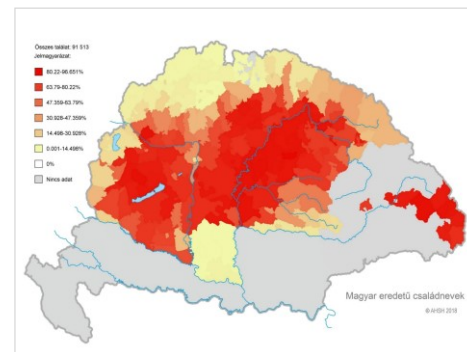 Összes találat: 91 513
Jelmagyarázat:
80.22-96.651%
63.79-80.22%
47.359-63.79%
30.928-47.359%
14.498-30.928%
0.001-14.498%
0%
Nincs adat
Magyar eredetű családnevek
© AHSH 2018